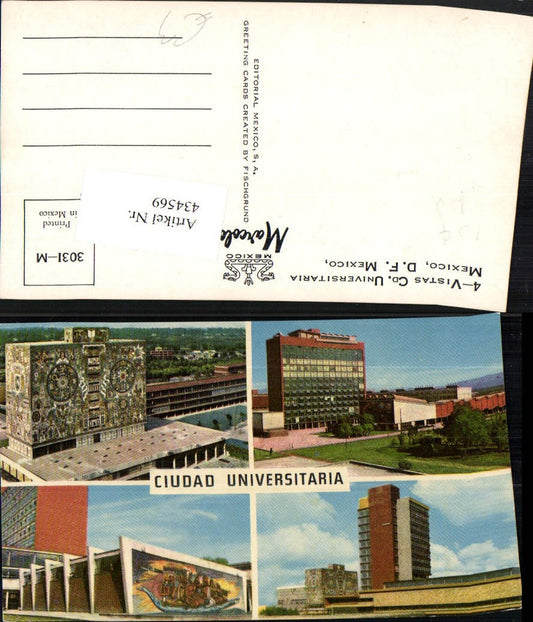 4—Vistas Cd. Universitaria
Mexico, D. F. Mexico,
Marcolor
MEXICO
EDITORIAL MEXICO, S. A.
GREETING CARDS CREATED BY FISCHGRUND
3031—M
Printed
in Mexico
Artikel Nr.
434569
CIUDAD UNIVERSITARIA